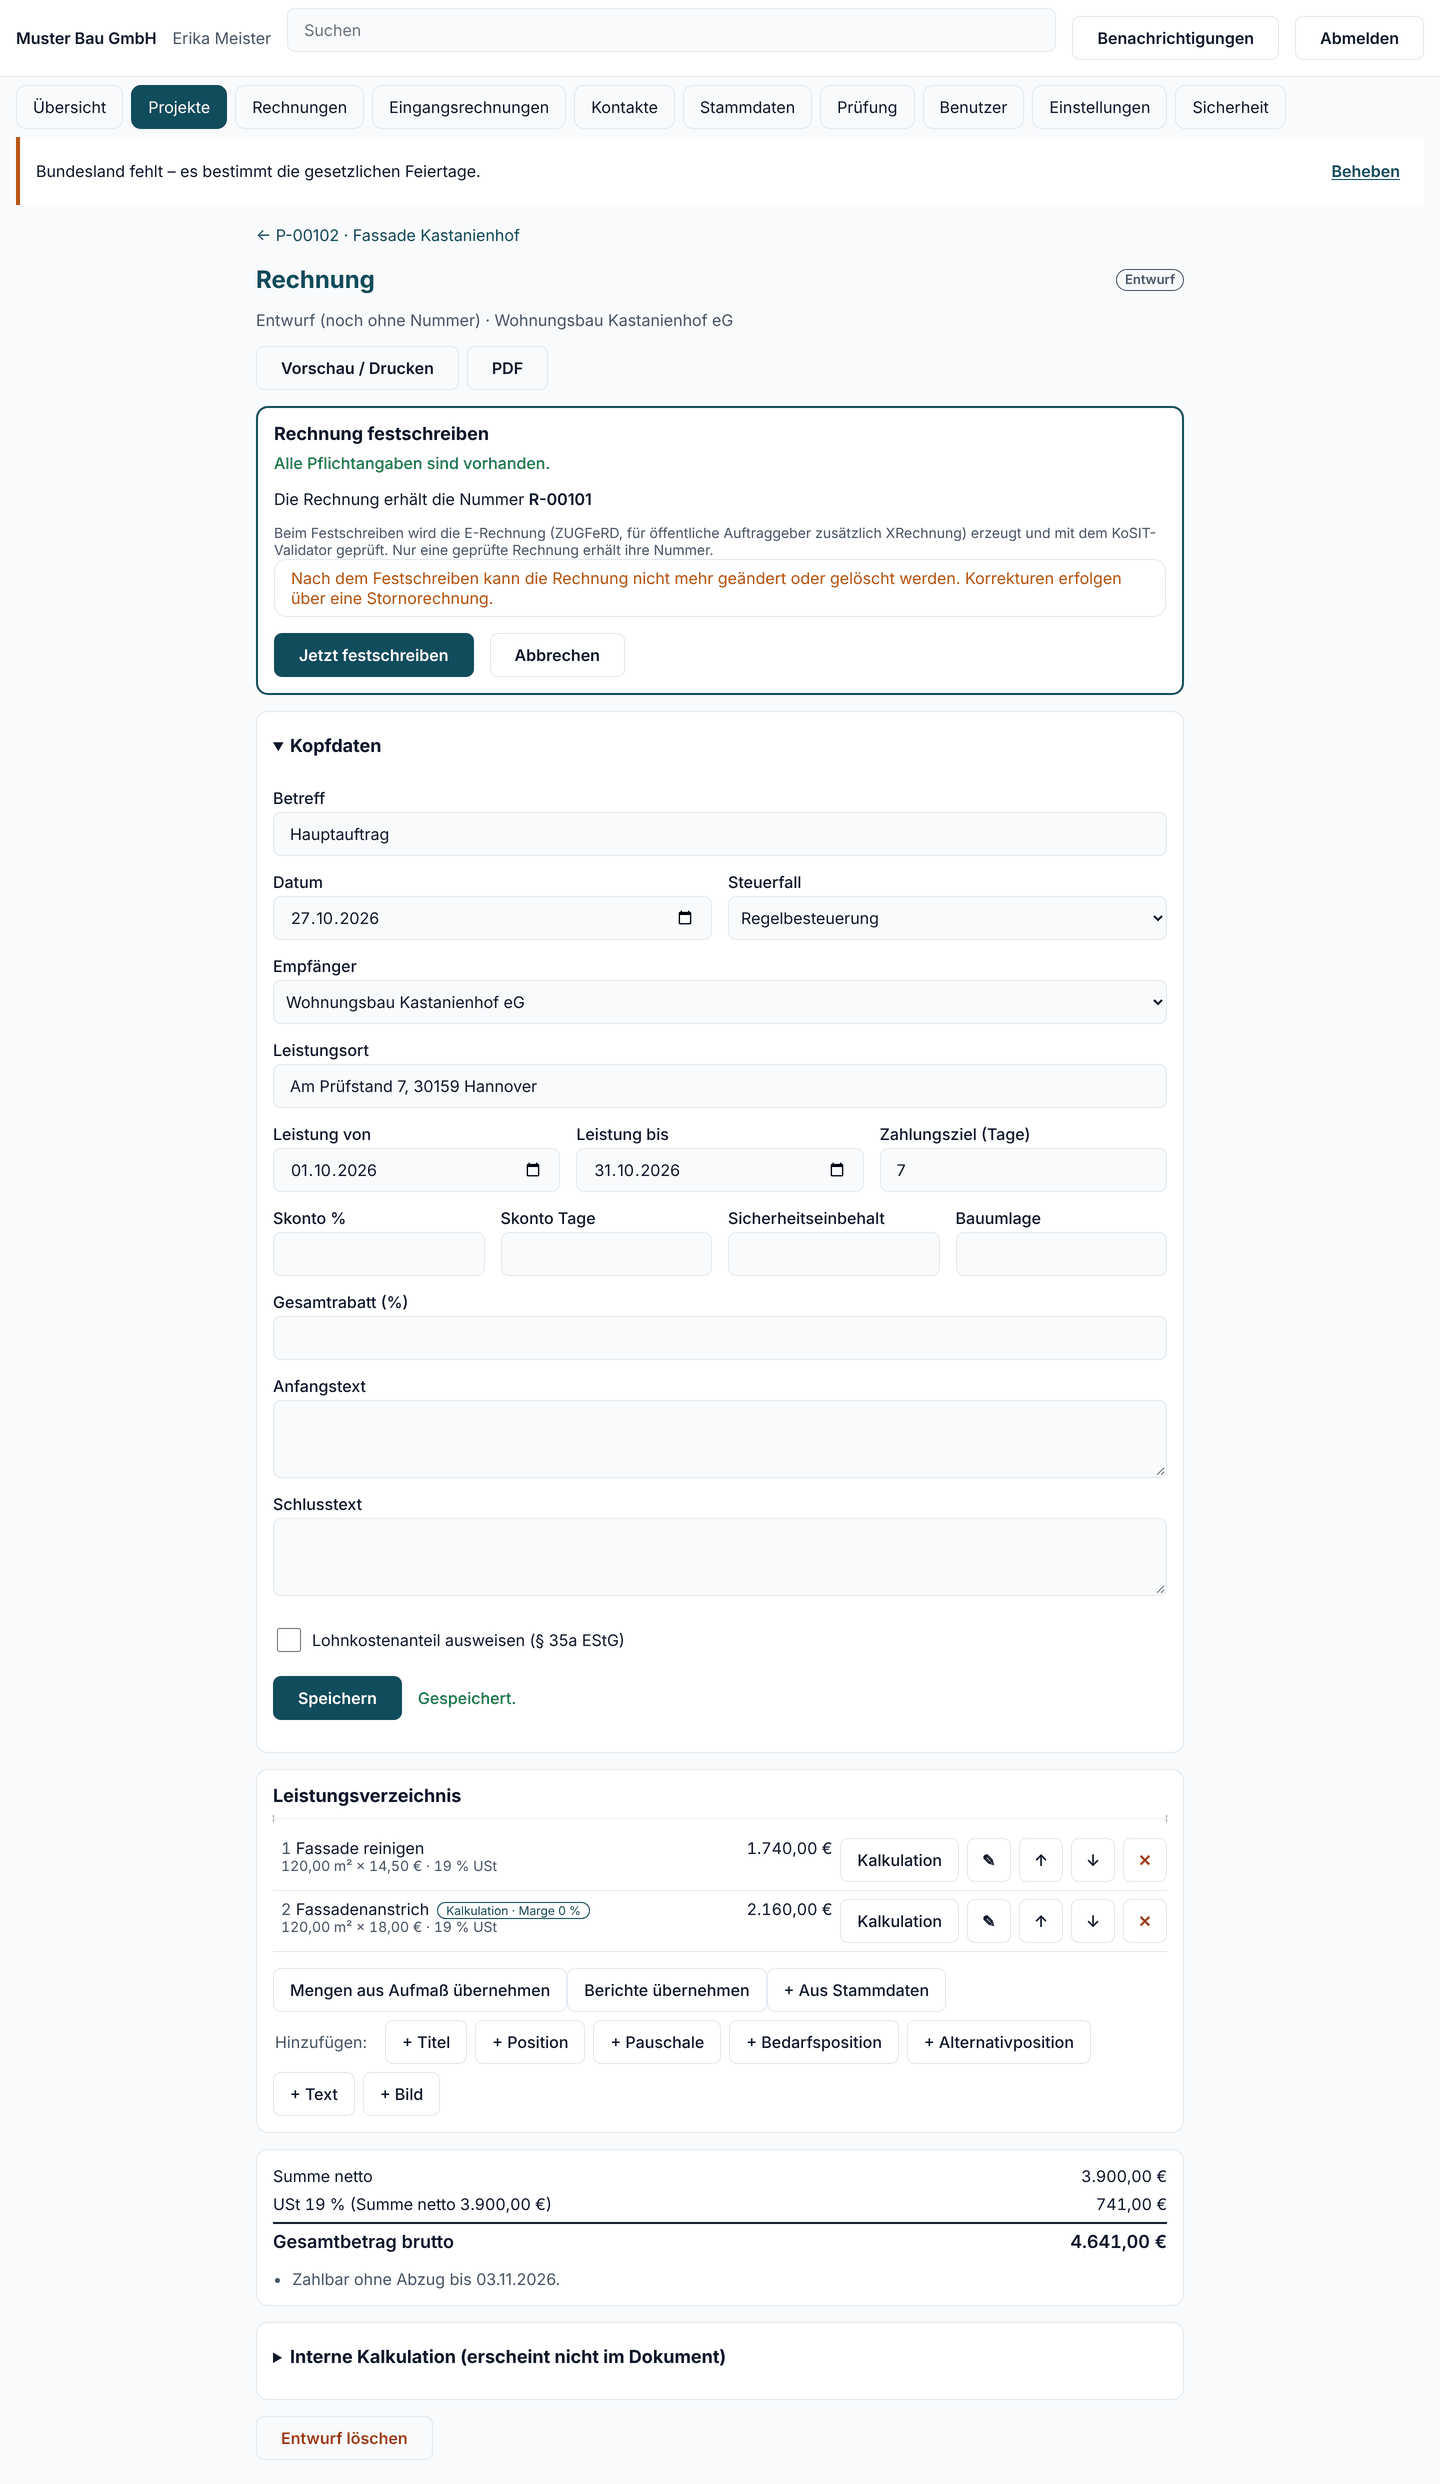 Muster Bau GmbH Erika Meister Suchen Benachrichtigungen Abmelden
Übersicht Projekte Rechnungen Eingangsrechnungen Kontakte Stammdaten Prüfung Benutzer Einstellungen Sicherheit
Bundesland fehlt – es bestimmt die gesetzlichen Feiertage. Beheben
← P-00102 · Fassade Kastanienhof
Rechnung Entwurf
Entwurf (noch ohne Nummer) · Wohnungsbau Kastanienhof eG
Vorschau / Drucken PDF
Rechnung festschreiben
Alle Pflichtangaben sind vorhanden.
Die Rechnung erhält die Nummer R-00101
Beim Festschreiben wird die E-Rechnung (ZUGFeRD, für öffentliche Auftraggeber zusätzlich XRechnung) erzeugt und mit dem KoSIT-
Validator geprüft. Nur eine geprüfte Rechnung erhält ihre Nummer.
Nach dem Festschreiben kann die Rechnung nicht mehr geändert oder gelöscht werden. Korrekturen erfolgen
über eine Stornorechnung.
Jetzt festschreiben Abbrechen
▼ Kopfdaten
Betreff
Hauptauftrag
Datum Steuerfall
27.10.2026 Regelbesteuerung
Empfänger
Wohnungsbau Kastanienhof eG
Leistungsort
Am Prüfstand 7, 30159 Hannover
Leistung von Leistung bis Zahlungsziel (Tage)
01.10.2026 31.10.2026 7
Skonto % Skonto Tage Sicherheitseinbehalt Bauumlage
Gesamtrabatt (%)
Anfangstext
Schlusstext
Lohnkostenanteil ausweisen (§ 35a EStG)
Speichern Gespeichert.
Leistungsverzeichnis
1 Fassade reinigen 1.740,00 € Kalkulation ✎ ↑ ↓ ✕
120,00 m² × 14,50 € · 19 % USt
2 Fassadenanstrich Kalkulation · Marge 0 % 2.160,00 € Kalkulation ✎ ↑ ↓ ✕
120,00 m² × 18,00 € · 19 % USt
Mengen aus Aufmaß übernehmen Berichte übernehmen + Aus Stammdaten
Hinzufügen: + Titel + Position + Pauschale + Bedarfsposition + Alternativposition
+ Text + Bild
Summe netto 3.900,00 €
USt 19 % (Summe netto 3.900,00 €) 741,00 €
Gesamtbetrag brutto 4.641,00 €
• Zahlbar ohne Abzug bis 03.11.2026.
▶ Interne Kalkulation (erscheint nicht im Dokument)
Entwurf löschen